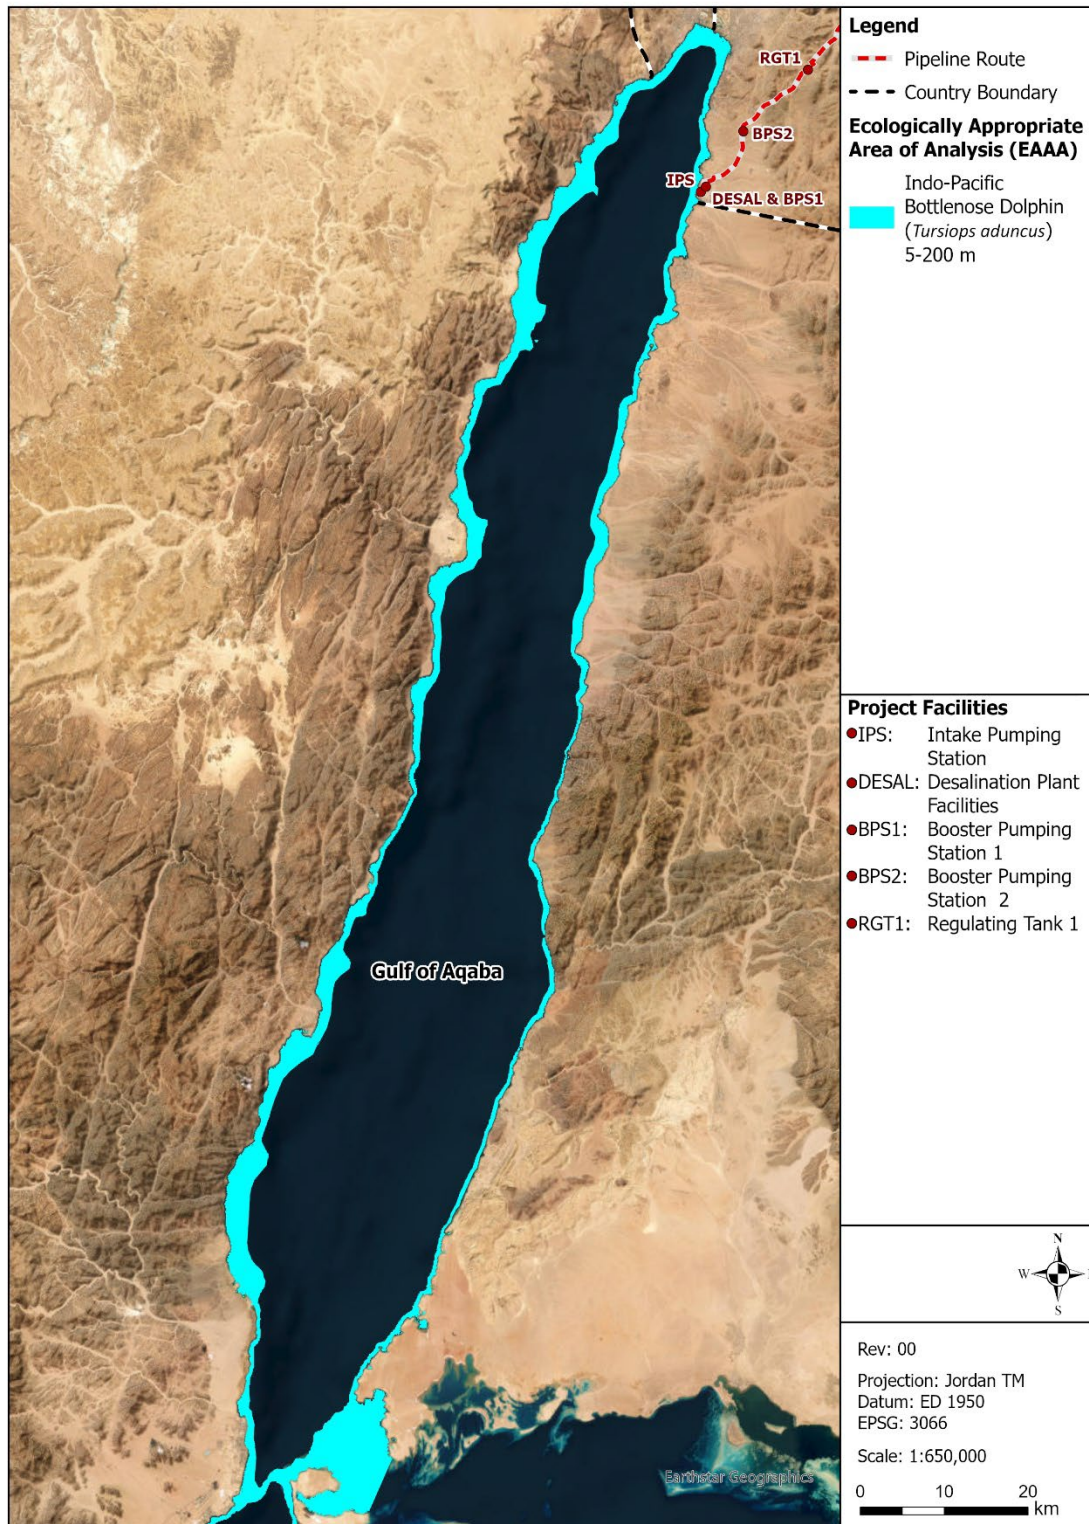 RGT1
BPS2
IPS
DESAL & BPS1
Gulf of Aqaba
Earthstar Geographics
Legend
Pipeline Route
Country Boundary
Ecologically Appropriate
Area of Analysis (EAAA)
Indo-Pacific
Bottlenose Dolphin
(Tursiops aduncus)
5-200 m
Project Facilities
IPS: Intake Pumping
Station
DESAL: Desalination Plant
Facilities
BPS1: Booster Pumping
Station 1
BPS2: Booster Pumping
Station 2
RGT1: Regulating Tank 1
N
W
S
Rev: 00
Projection: Jordan TM
Datum: ED 1950
EPSG: 3066
Scale: 1:650,000
0 10 20
km